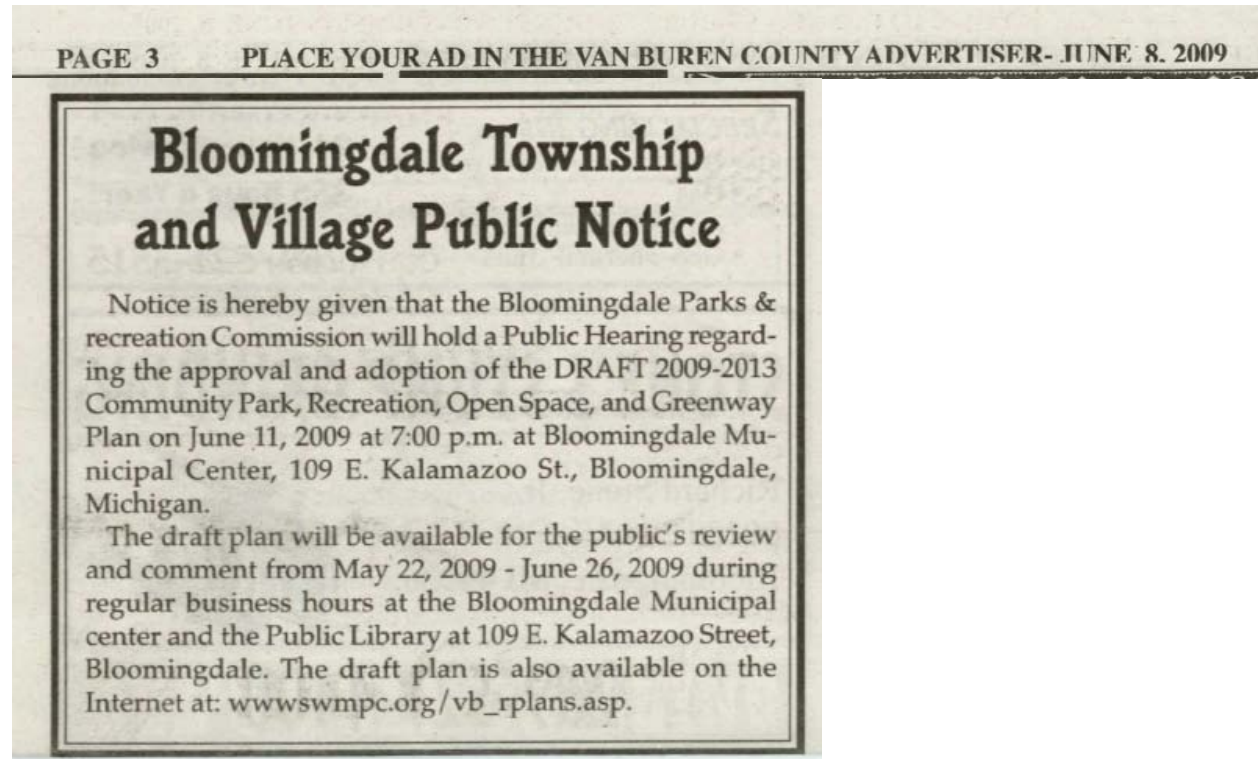 PAGE 3 PLACE YOUR AD IN THE VAN BUREN COUNTY ADVERTISER- JUNE 8, 2009
Bloomingdale Township
and Village Public Notice
Notice is hereby given that the Bloomingdale Parks &
recreation Commission will hold a Public Hearing regard-
ing the approval and adoption of the DRAFT 2009-2013
Community Park, Recreation, Open Space, and Greenway
Plan on June 11, 2009 at 7:00 p.m. at Bloomingdale Mu-
nicipal Center, 109 E. Kalamazoo St., Bloomingdale,
Michigan.
The draft plan will be available for the public's review
and comment from May 22, 2009 - June 26, 2009 during
regular business hours at the Bloomingdale Municipal
center and the Public Library at 109 E. Kalamazoo Street,
Bloomingdale. The draft plan is also available on the
Internet at: wwwswmpc.org/vb_rplans.asp.